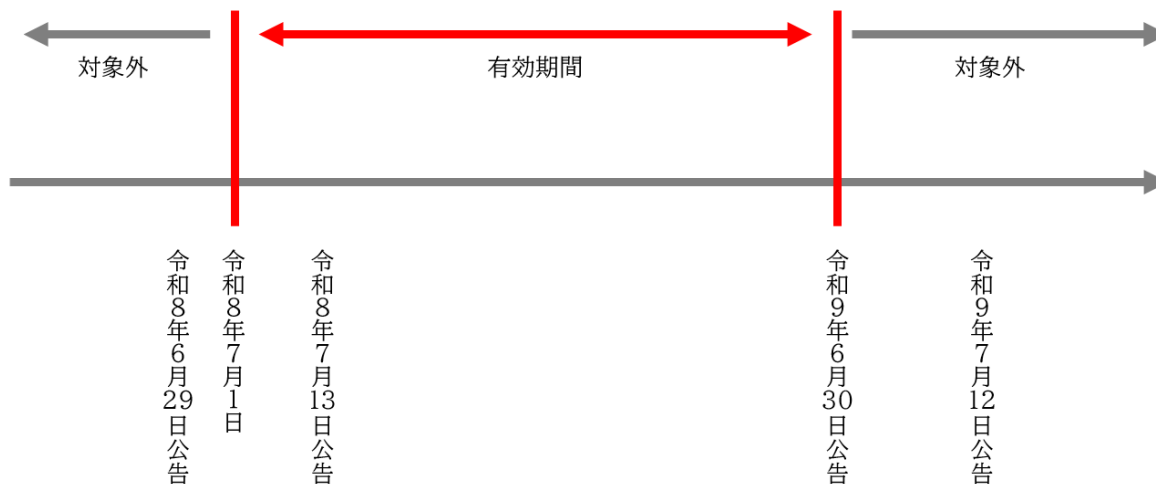 対象外
有効期間
対象外
令和8年6月29日公告
令和8年7月1日
令和8年7月13日公告
令和9年6月30日公告
令和9年7月12日公告